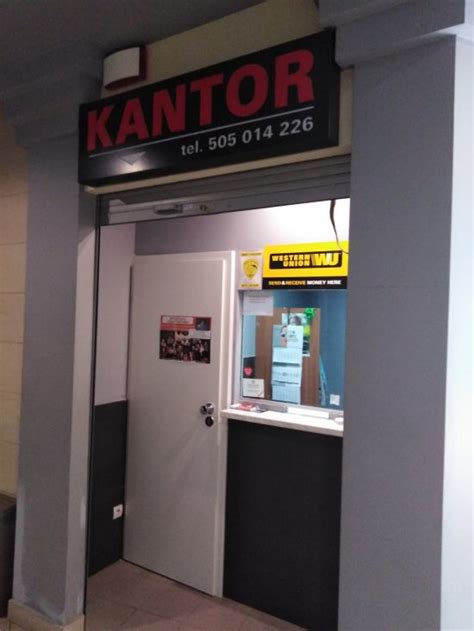 KANTOR
tel. 505 014 226
WESTERN
UNION WU
SEND & RECEIVE MONEY HERE